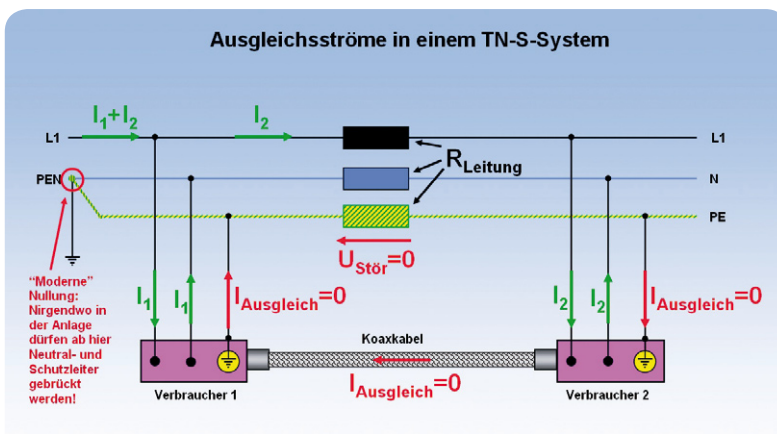 Ausgleichsströme in einem TN-S-System
I1+I2
I2
L1
L1
RLeitung
PEN
N
PE
UStör=0
"Moderne"
Nullung:
Nirgendwo in
der Anlage
dürfen ab hier
Neutral- und
Schutzleiter
gebrückt
werden!
I1
I1
IAusgleich=0
I2
I2
IAusgleich=0
Koaxkabel
IAusgleich=0
Verbraucher 1
Verbraucher 2